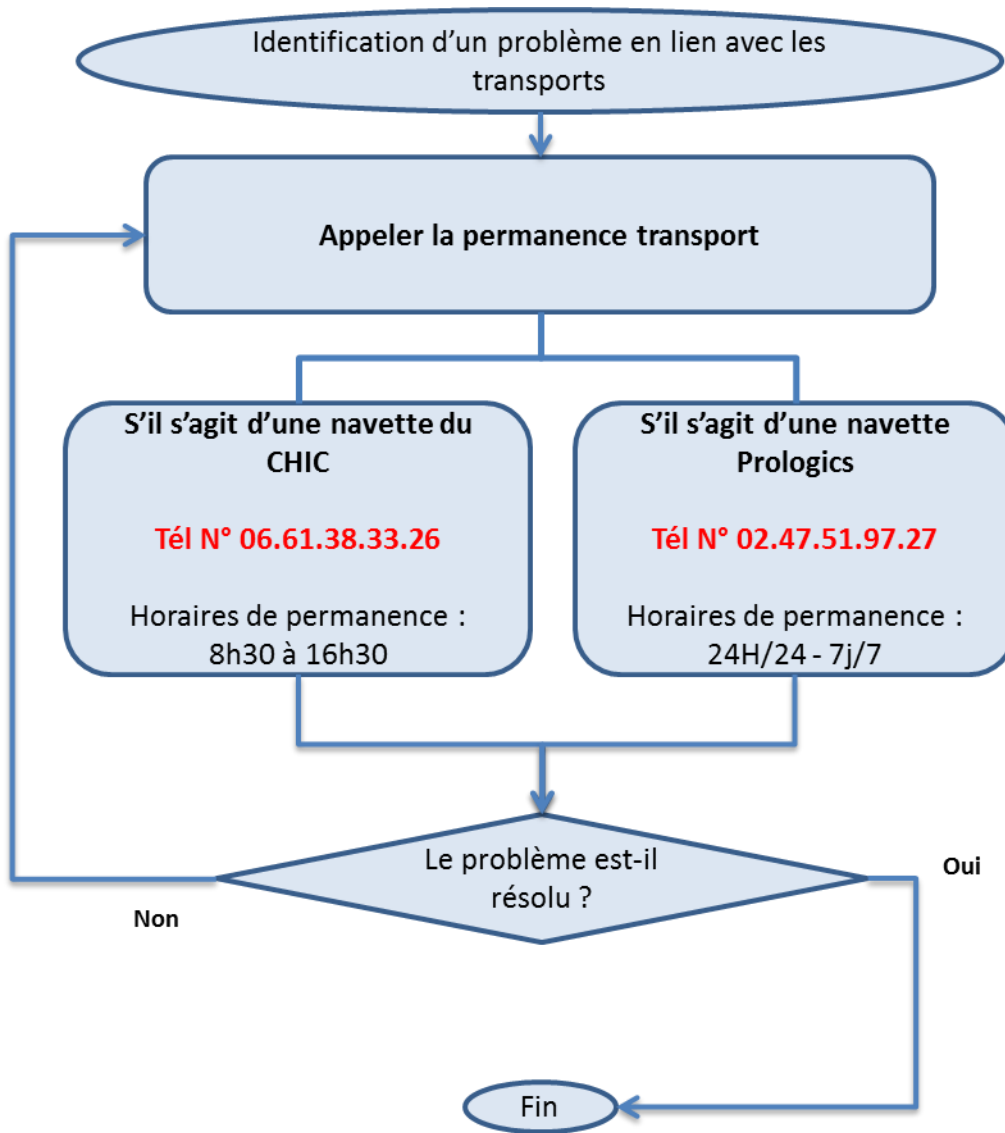 Identification d’un problème en lien avec les
transports
Appeler la permanence transport
S’il s’agit d’une navette du
CHIC
Tél N° 06.61.38.33.26
Horaires de permanence :
8h30 à 16h30
S’il s’agit d’une navette
Prologics
Tél N° 02.47.51.97.27
Horaires de permanence :
24H/24 - 7j/7
Le problème est-il
résolu ?
Oui
Non
Fin